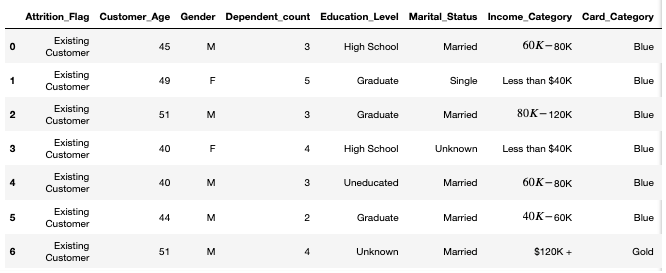 Attrition_Flag Customer_Age Gender Dependent_count Education_Level Marital_Status Income_Category Card_Category
0 Existing Customer 45 M 3 High School Married 60K−80K Blue
1 Existing Customer 49 F 5 Graduate Single Less than $40K Blue
2 Existing Customer 51 M 3 Graduate Married 80K−120K Blue
3 Existing Customer 40 F 4 High School Unknown Less than $40K Blue
4 Existing Customer 40 M 3 Uneducated Married 60K−80K Blue
5 Existing Customer 44 M 2 Graduate Married 40K−60K Blue
6 Existing Customer 51 M 4 Unknown Married $120K + Gold